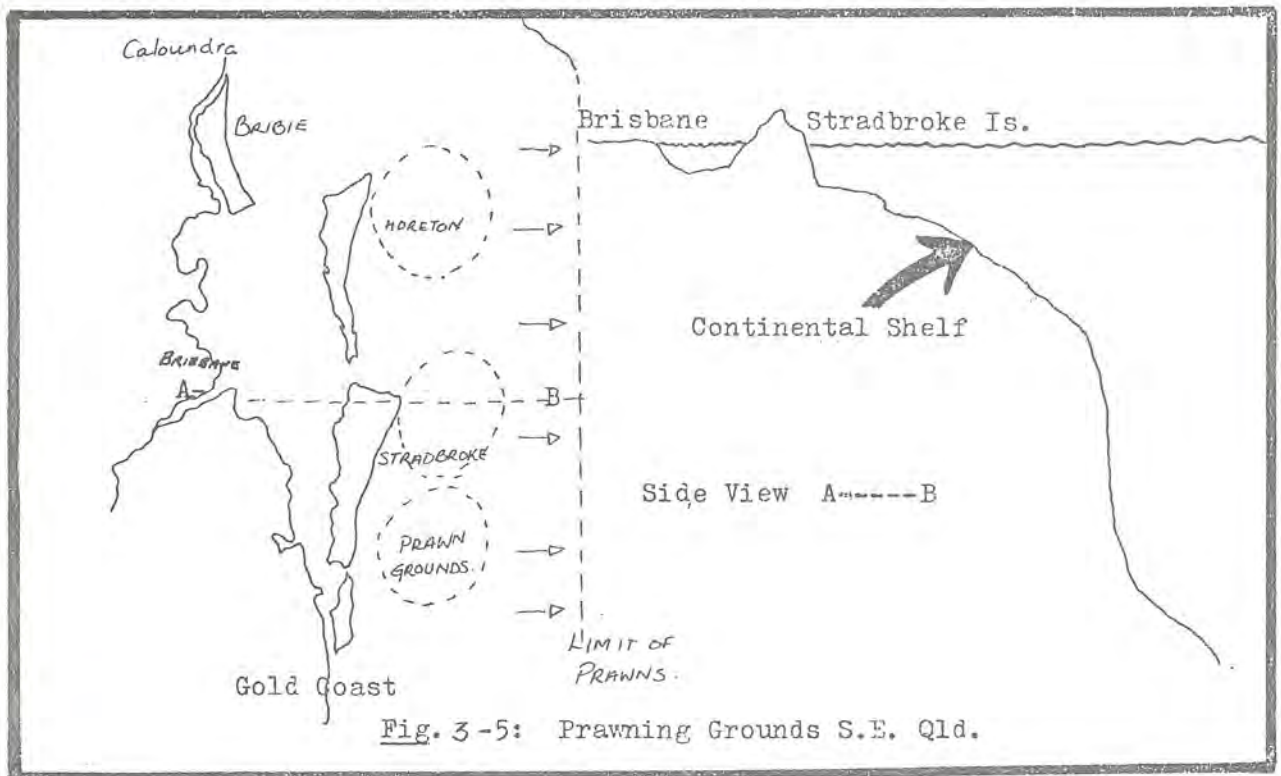 Caloundra
BRIBIE
MORETON
BRISBANE
A-
B
STRADBROKE
PRAWN
GROUNDS.
LIMIT OF
PRAWNS.
Gold Coast
Brisbane
Stradbroke Is.
Continental Shelf
Side View A-----B
Fig. 3-5: Prawning Grounds S.E. Qld.